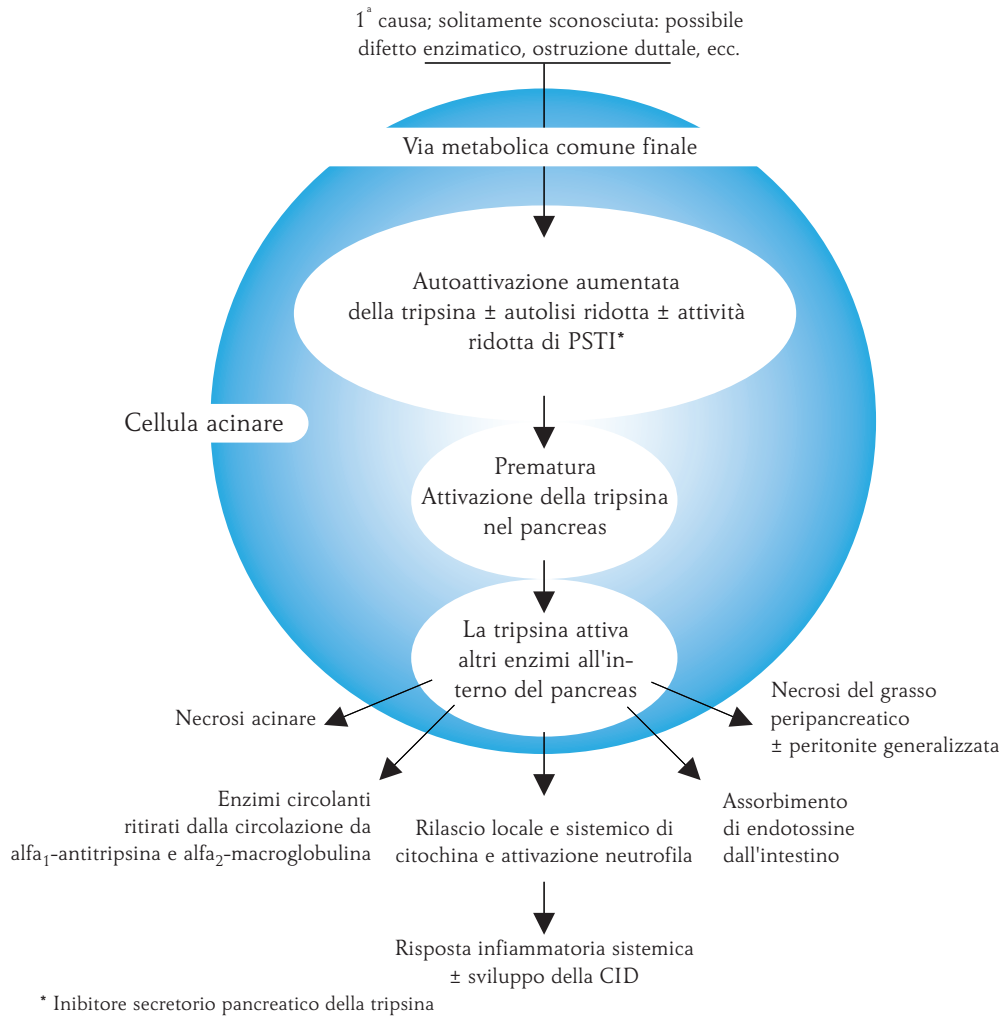 1ª causa; solitamente sconosciuta: possibile
difetto enzimatico, ostruzione duttale, ecc.
Via metabolica comune finale
Autoattivazione aumentata
della tripsina ± autolisi ridotta ± attività
ridotta di PSTI*
Cellula acinare
Prematura
Attivazione della tripsina
nel pancreas
La tripsina attiva
altri enzimi all'in-
terno del pancreas
Necrosi acinare
Necrosi del grasso
peripancreatico
± peritonite generalizzata
Enzimi circolanti
ritirati dalla circolazione da
alfa₁-antitripsina e alfa₂-macroglobulina
Rilascio locale e sistemico di
citochina e attivazione neutrofila
Assorbimento
di endotossine
dall'intestino
Risposta infiammatoria sistemica
± sviluppo della CID
* Inibitore secretorio pancreatico della tripsina